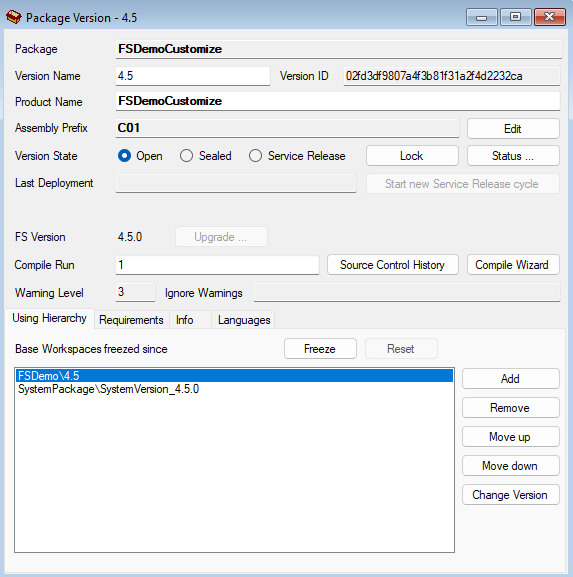 Package Version - 4.5
Package FSDemoCustomize
Version Name 4.5 Version ID 02fd3df9807a4f3b81f31a2f4d2232ca
Product Name FSDemoCustomize
Assembly Prefix C01 Edit
Version State Open Sealed Service Release Lock Status ...
Last Deployment Start new Service Release cycle
FS Version 4.5.0 Upgrade ...
Compile Run 1 Source Control History Compile Wizard
Warning Level 3 Ignore Warnings
Using Hierarchy Requirements Info Languages
Base Workspaces freezed since Freeze Reset
FSDemo\4.5 Add
SystemPackage\SystemVersion_4.5.0
Remove
Move up
Move down
Change Version